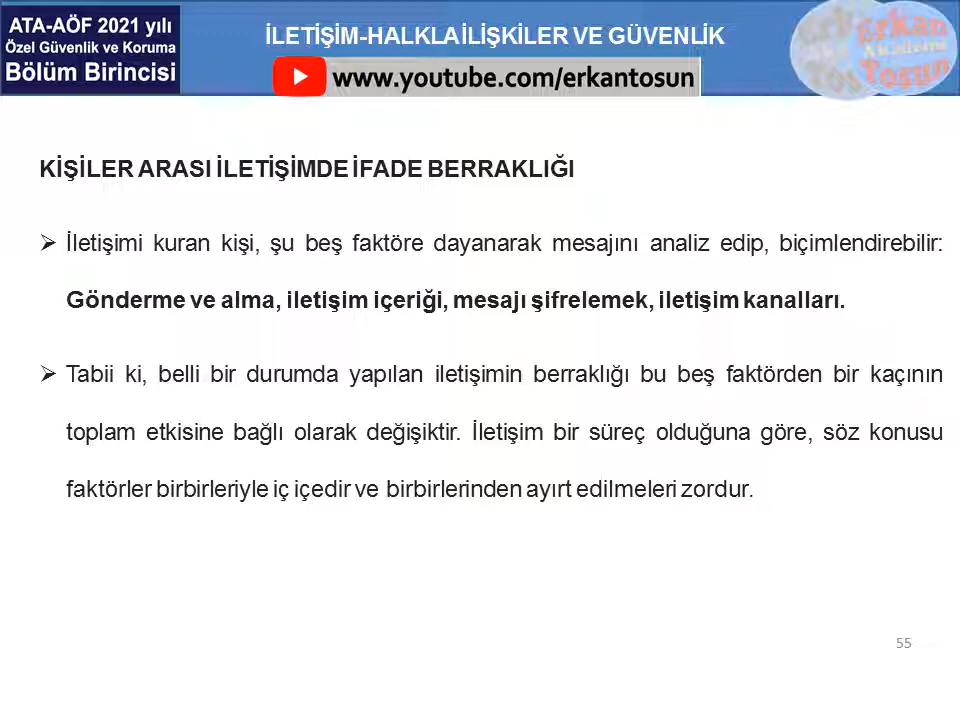 ATA-AÖF 2021 yılı
Özel Güvenlik ve Koruma
Bölüm Birincisi
İLETİŞİM-HALKLA İLİŞKİLER VE GÜVENLİK
www.youtube.com/erkantosun
Erkan
Akademi
Tosun
KİŞİLER ARASI İLETİŞİMDE İFADE BERRAKLIĞI
➢ İletişimi kuran kişi, şu beş faktöre dayanarak mesajını analiz edip, biçimlendirebilir:
Gönderme ve alma, iletişim içeriği, mesajı şifrelemek, iletişim kanalları.
➢ Tabii ki, belli bir durumda yapılan iletişimin berraklığı bu beş faktörden bir kaçının
toplam etkisine bağlı olarak değişiktir. İletişim bir süreç olduğuna göre, söz konusu
faktörler birbirleriyle iç içedir ve birbirlerinden ayırt edilmeleri zordur.
55